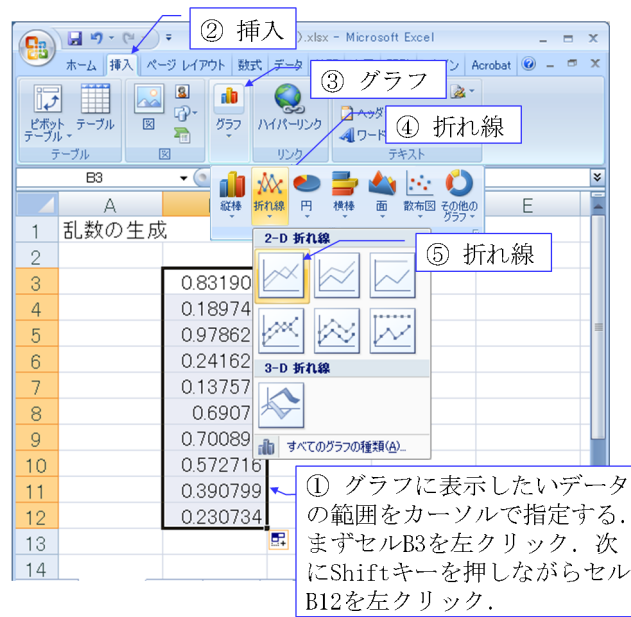 ② 挿入
).xlsx - Microsoft Excel
ホーム 挿入 ページ レイアウト 数式 データ Acrobat
③ グラフ
ピボット テーブル
テーブル
図
グラフ
ハイパーリンク
ヘッダ
ワード
④ 折れ線
テーブル 図 リンク テキスト
B3
縦棒 折れ線 円 横棒 面 散布図 その他の
グラフ
A E
1 乱数の生成
2-D 折れ線
⑤ 折れ線
2
3 0.83190
4 0.18974
5 0.97862
6 0.24162
7 0.13757
3-D 折れ線
8 0.6907
9 0.70089
すべてのグラフの種類(A)...
10 0.572716
11 0.390799
12 0.230734
13
14
① グラフに表示したいデータ
の範囲をカーソルで指定する.
まずセルB3を左クリック. 次
にShiftキーを押しながらセル
B12を左クリック.